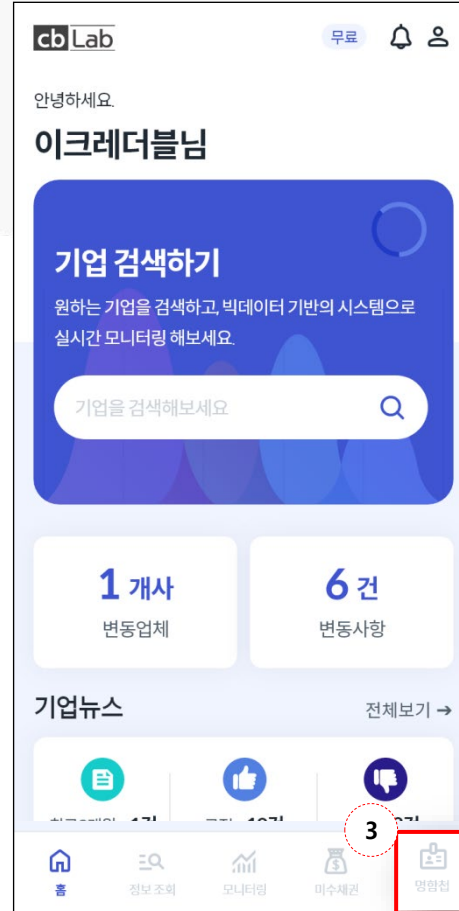 cb Lab
무료
안녕하세요.
이크레더블님
기업 검색하기
원하는 기업을 검색하고, 빅데이터 기반의 시스템으로
실시간 모니터링 해보세요.
기업을 검색해보세요
1 개사
변동업체
6 건
변동사항
기업뉴스
전체보기 →
3
홈
정보 조회
모니터링
미수채권
명함첩